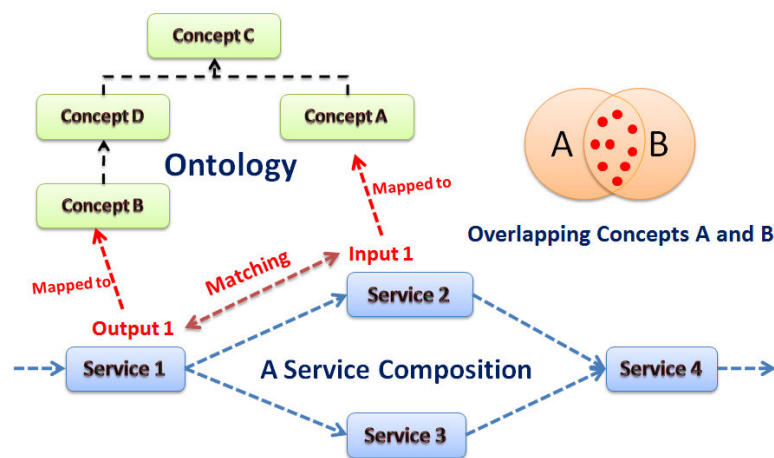 Concept C
Concept D
Concept A
Ontology
A
B
Concept B
Mapped to
Mapped to
Overlapping Concepts A and B
Matching
Input 1
Output 1
Service 2
Service 1
A Service Composition
Service 4
Service 3